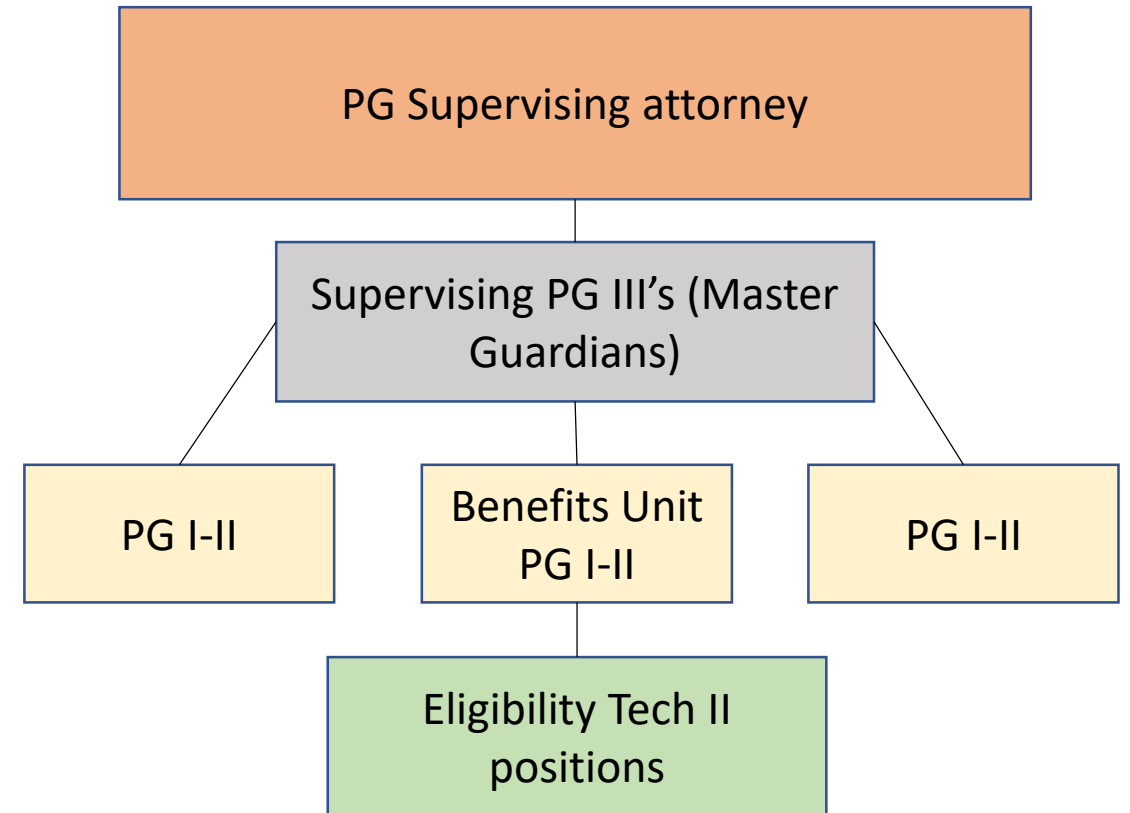 PG Supervising attorney
Supervising PG III’s (Master
Guardians)
PG I-II
Benefits Unit
PG I-II
PG I-II
Eligibility Tech II
positions